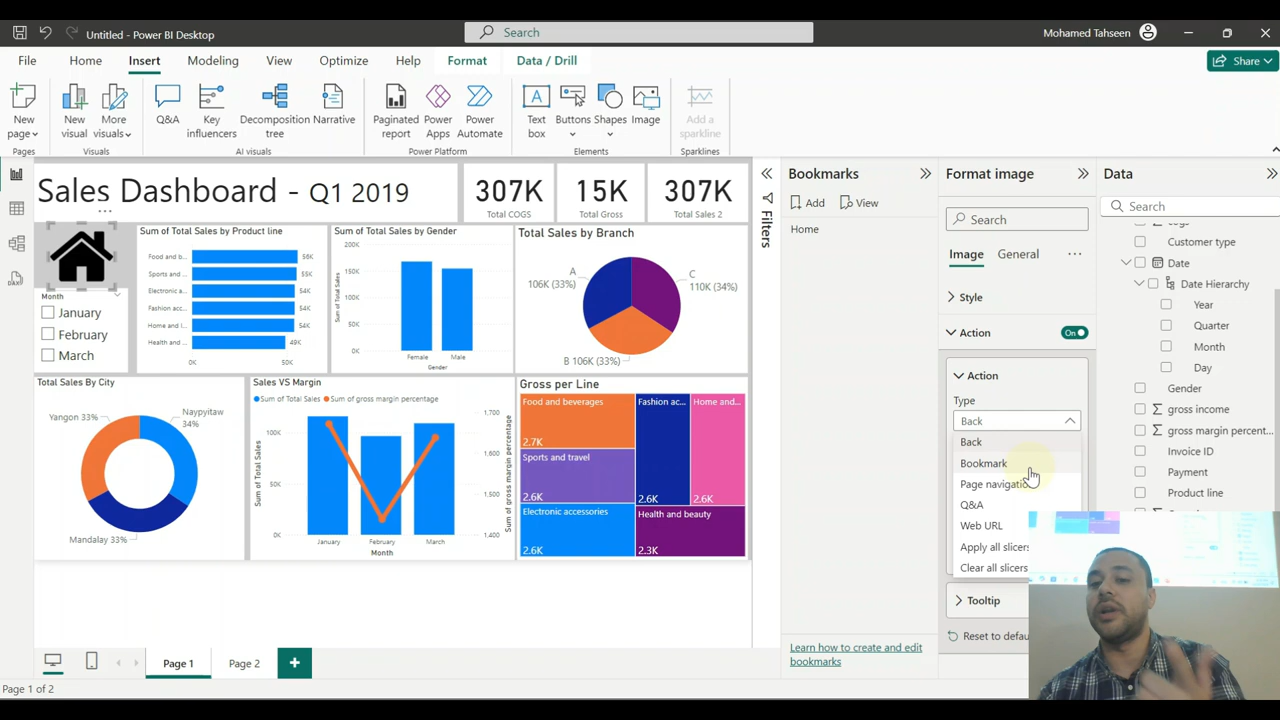 Untitled - Power BI Desktop
Search
Mohamed Tahseen
File
Home
Insert
Modeling
View
Optimize
Help
Format
Data / Drill
Share
New page
New visual
More visuals
Q&A
Key influencers
Decomposition tree
Narrative
Paginated report
Power Apps
Power Automate
Text box
Buttons
Shapes
Image
Add a sparkline
Pages
Visuals
AI visuals
Power Platform
Elements
Sparklines
Sales Dashboard - Q1 2019
307K
Total COGS
15K
Total Gross
307K
Total Sales 2
Month
January
February
March
Sum of Total Sales by Product line
Food and b...
56K
Sports and ...
55K
Electronic a...
54K
Fashion acc...
54K
Home and l...
54K
Health and ...
49K
0K
50K
Sum of Total Sales by Gender
Sum of Total Sales
200K
150K
100K
50K
0K
Female
Male
Gender
Total Sales by Branch
A
106K (33%)
C
110K (34%)
B 106K (33%)
Total Sales By City
Yangon 33%
Naypyitaw
34%
Mandalay 33%
Sales VS Margin
Sum of Total Sales
Sum of gross margin percentage
Sum of Total Sales
100K
50K
0K
January
February
March
Month
1,700
1,600
1,500
1,400
Sum of gross margin percentage
Gross per Line
Food and beverages
2.7K
Sports and travel
2.6K
Electronic accessories
2.6K
Fashion ac...
2.6K
Home and...
2.6K
Health and beauty
2.3K
Filters
Bookmarks
Add
View
Home
Learn how to create and edit
bookmarks
Format image
Search
Image
General
Style
Action
On
Action
Type
Back
Back
Bookmark
Page navigation
Q&A
Web URL
Apply all slicers
Clear all slicers
Tooltip
Reset to defau
Data
Search
Customer type
Date
Date Hierarchy
Year
Quarter
Month
Day
Gender
gross income
gross margin percent...
Invoice ID
Payment
Product line
Page 1
Page 2
Page 1 of 2